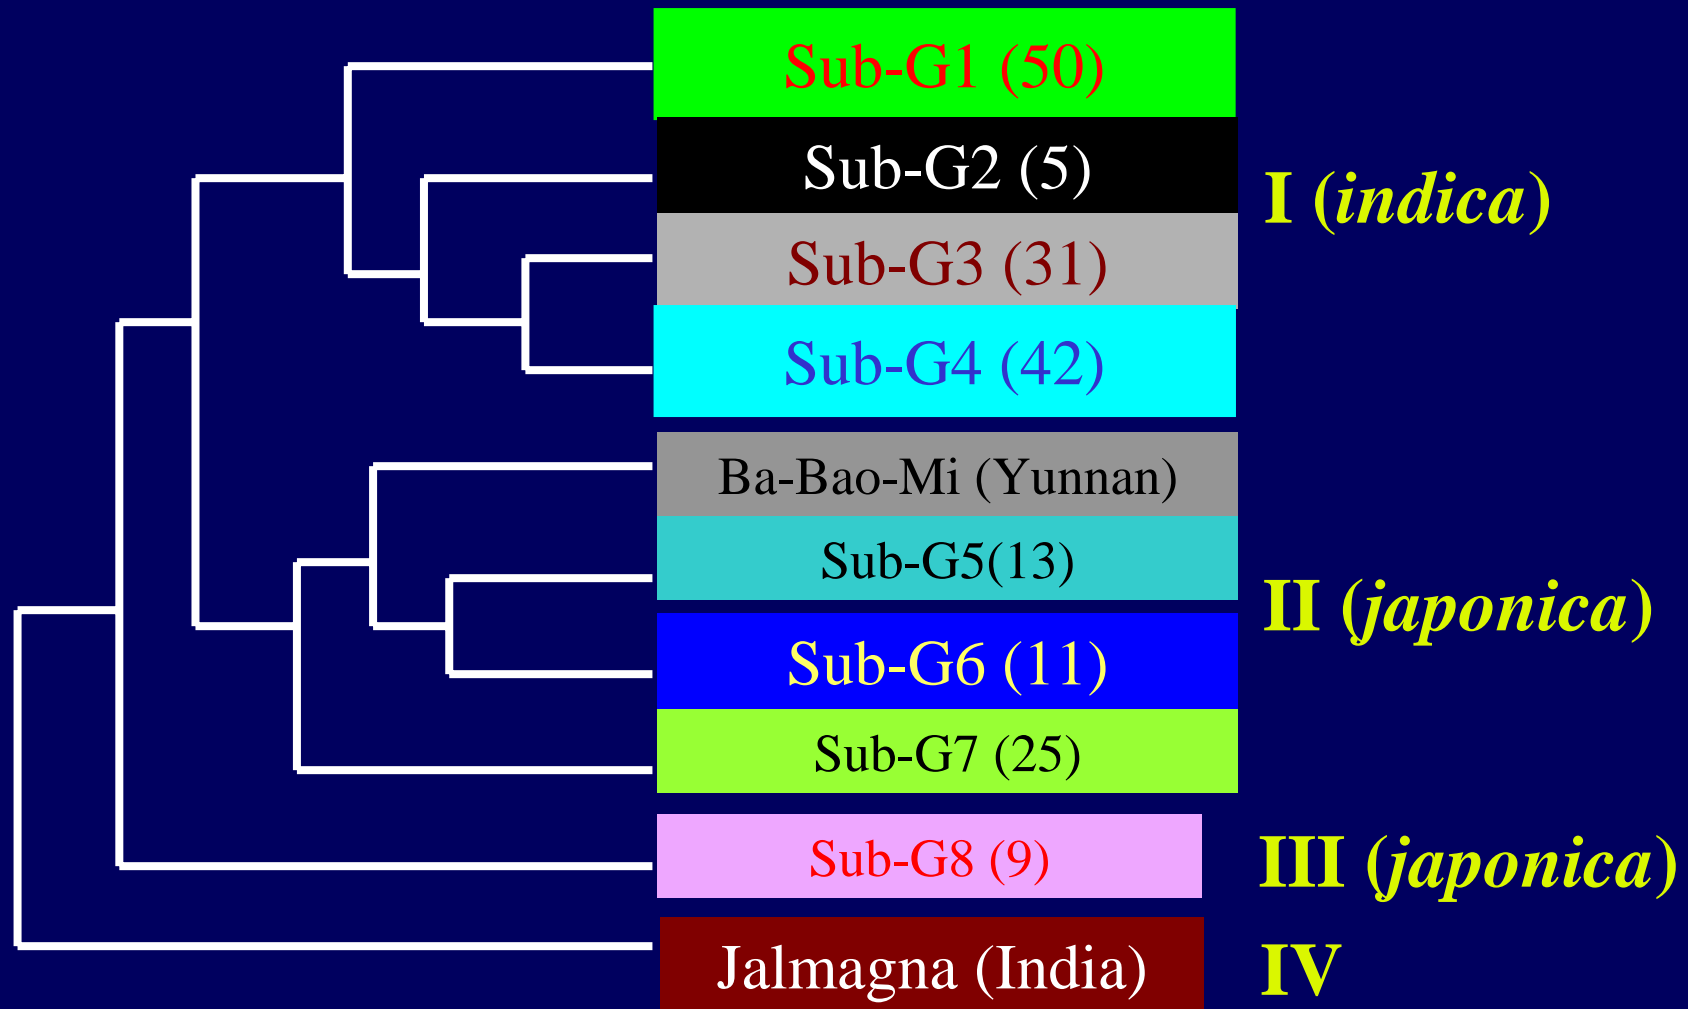 Sub-G1 (50)
Sub-G2 (5)
I (indica)
Sub-G3 (31)
Sub-G4 (42)
Ba-Bao-Mi (Yunnan)
Sub-G5(13)
II (japonica)
Sub-G6 (11)
Sub-G7 (25)
Sub-G8 (9)
III (japonica)
Jalmagna (India)
IV